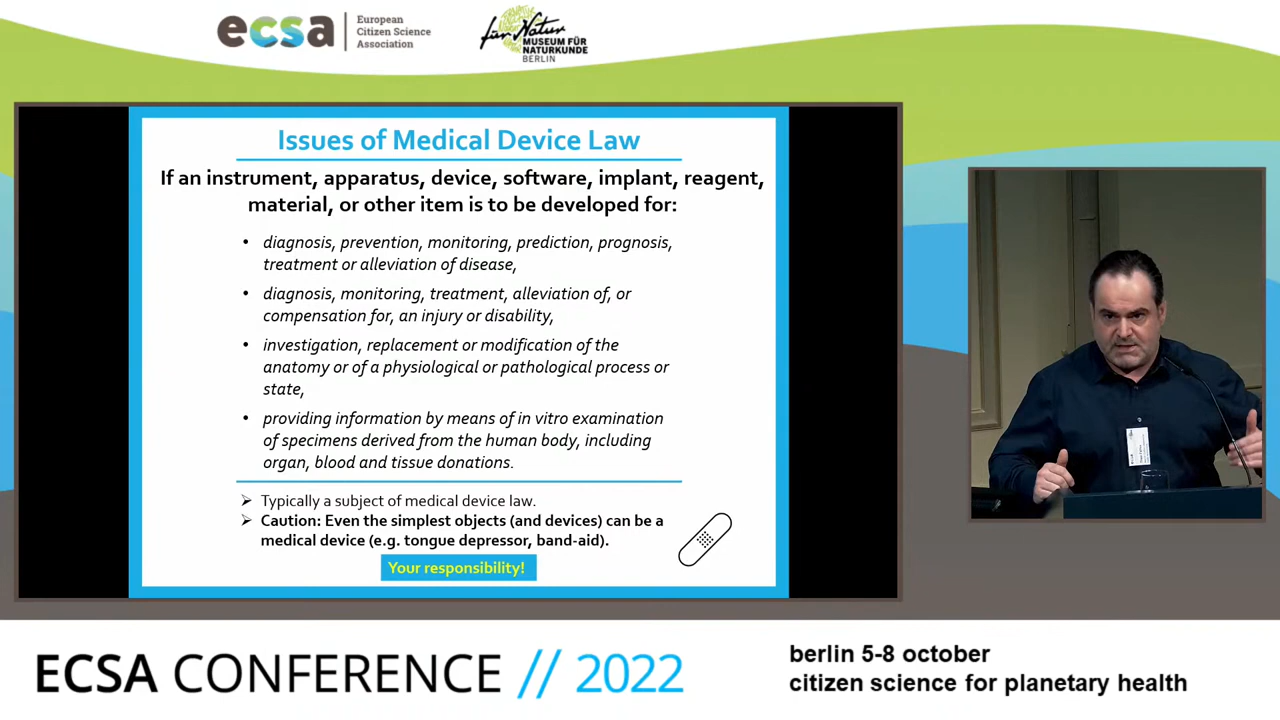 ecsa
European
Citizen Science
Association
für Natur
MUSEUM FÜR
NATURKUNDE
BERLIN
Issues of Medical Device Law
If an instrument, apparatus, device, software, implant, reagent,
material, or other item is to be developed for:
• diagnosis, prevention, monitoring, prediction, prognosis,
treatment or alleviation of disease,
• diagnosis, monitoring, treatment, alleviation of, or
compensation for, an injury or disability,
• investigation, replacement or modification of the
anatomy or of a physiological or pathological process or
state,
• providing information by means of in vitro examination
of specimens derived from the human body, including
organ, blood and tissue donations.
➢ Typically a subject of medical device law.
➢ Caution: Even the simplest objects (and devices) can be a
medical device (e.g. tongue depressor, band-aid).
Your responsibility!
ECSA CONFERENCE // 2022
berlin 5-8 october
citizen science for planetary health